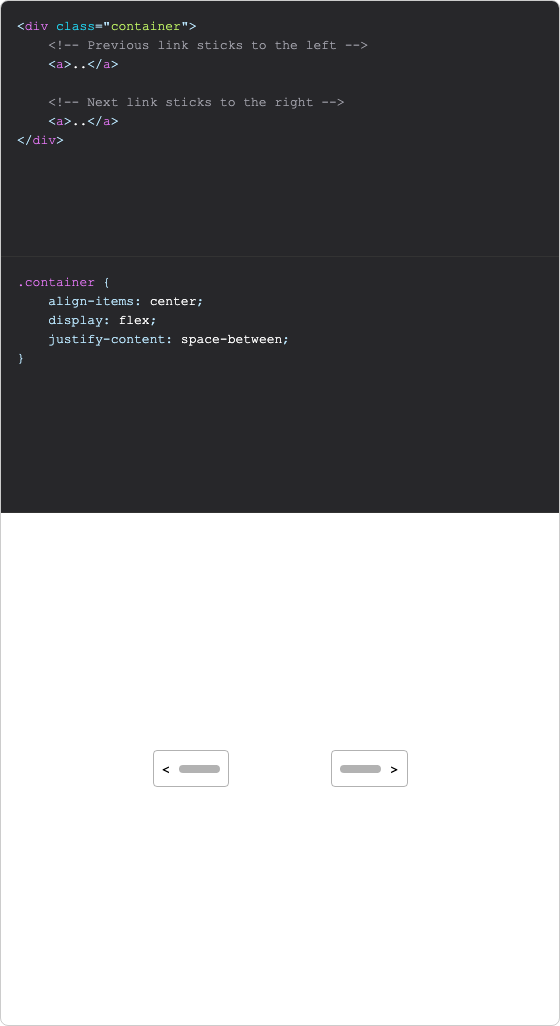 <div class="container">
    <!-- Previous link sticks to the left -->
    <a>..</a>

    <!-- Next link sticks to the right -->
    <a>..</a>
</div>
.container {
    align-items: center;
    display: flex;
    justify-content: space-between;
}
< >